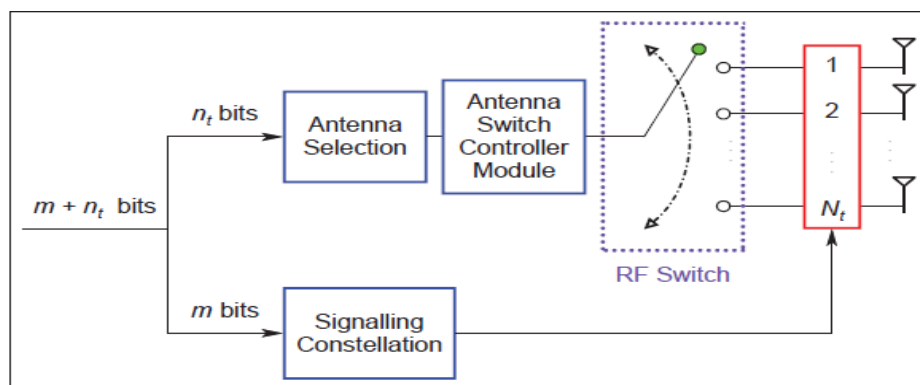 n_t bits
Antenna
Selection
Antenna
Switch
Controller
Module
1
2
N_t
m + n_t bits
RF Switch
m bits
Signalling
Constellation